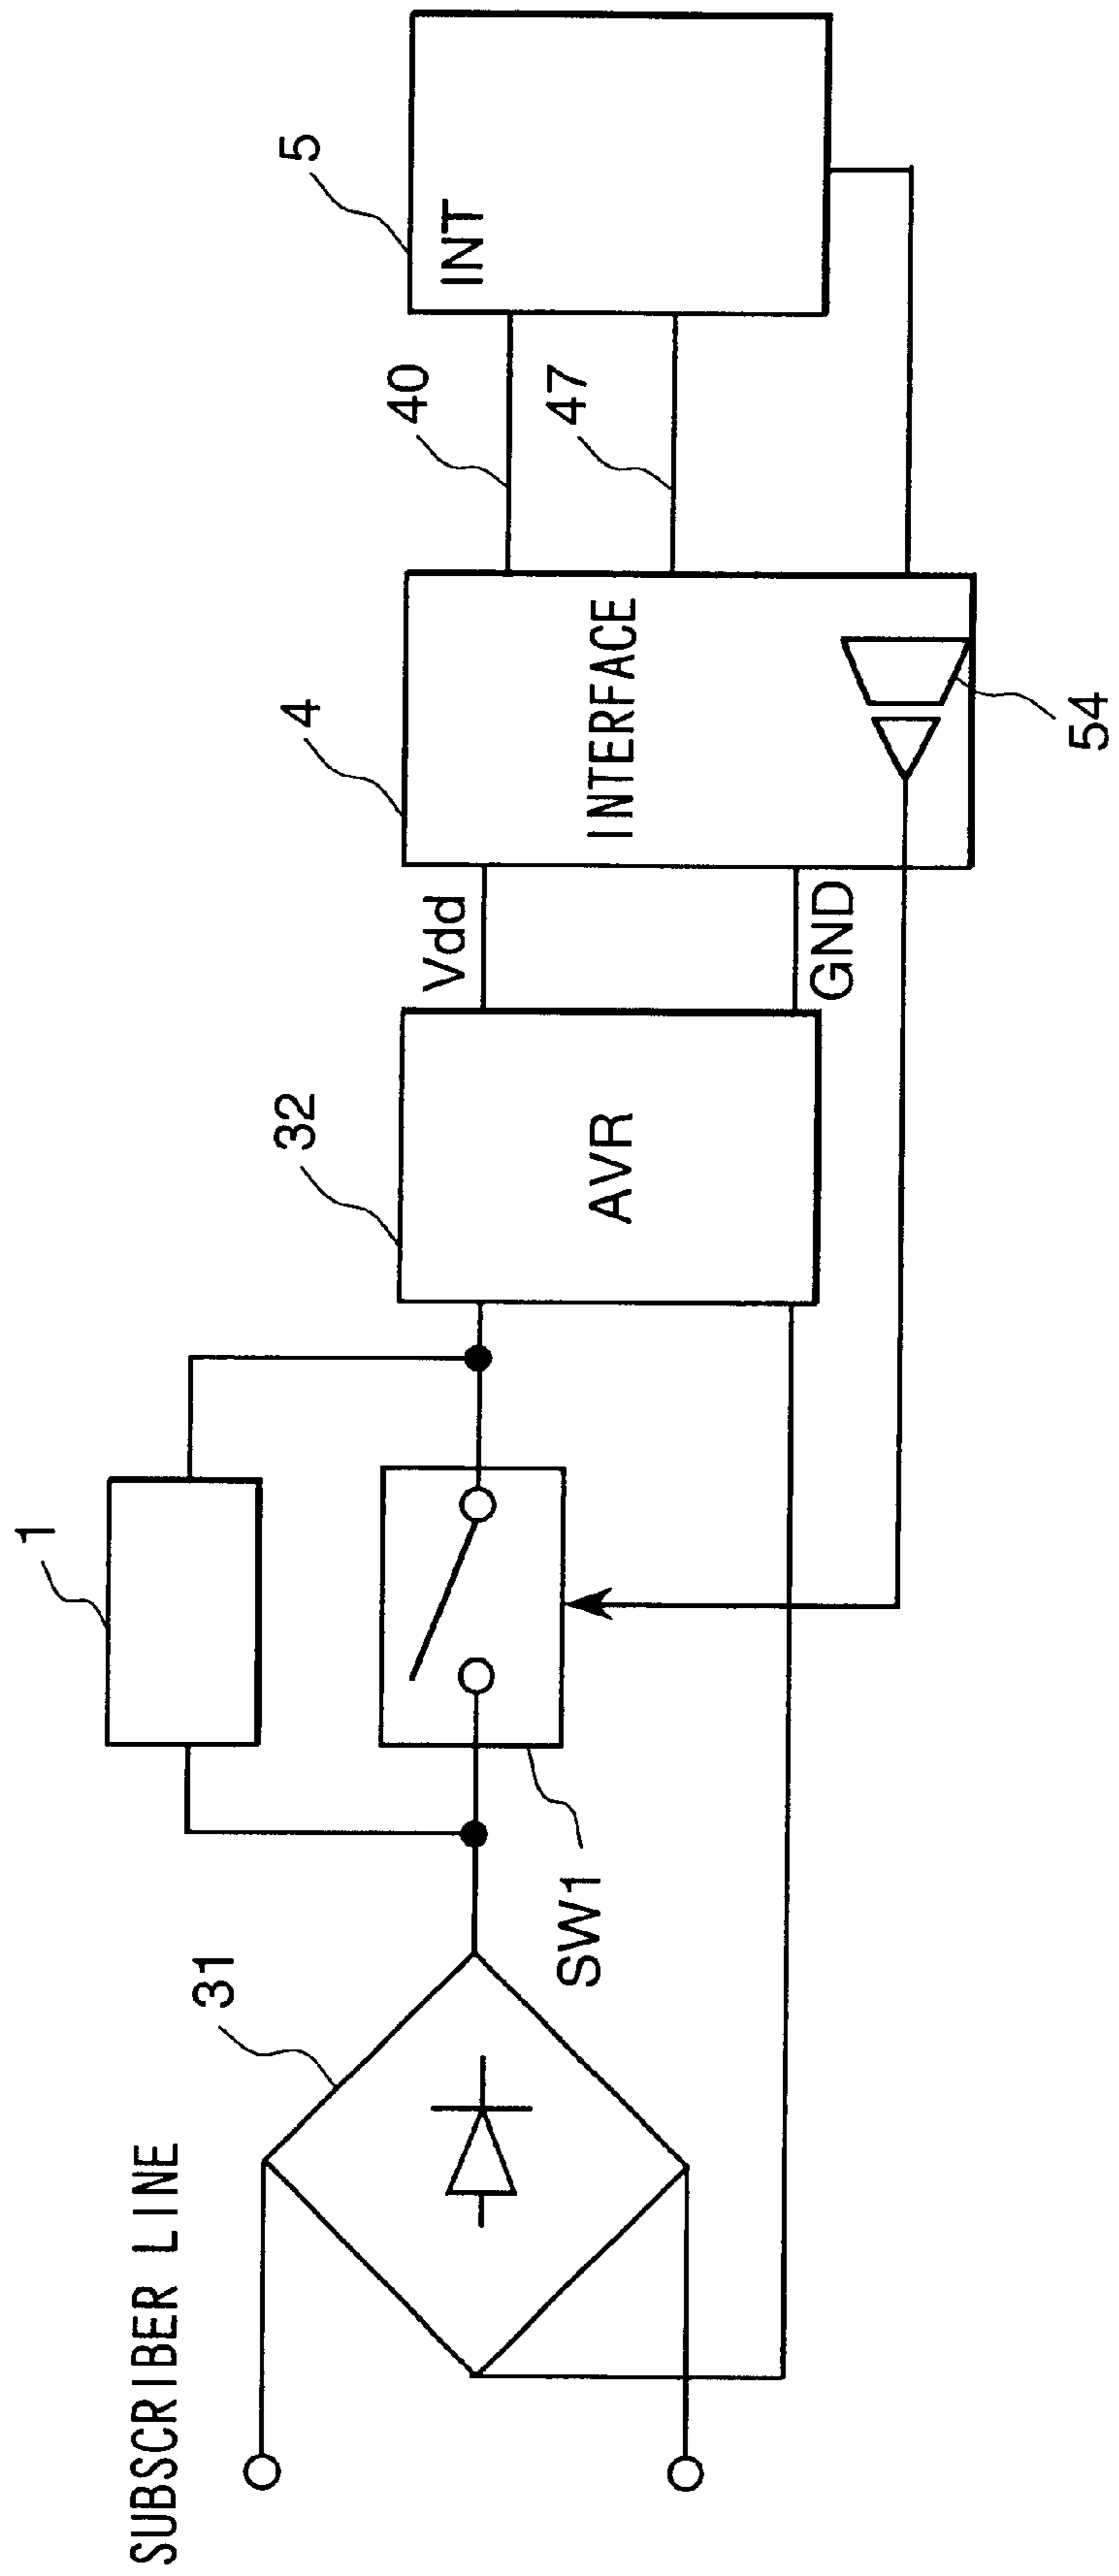 SUBSCRIBER LINE
31
SW1
1
32
AVR
Vdd
GND
4
INTERFACE
54
40
47
5
INT